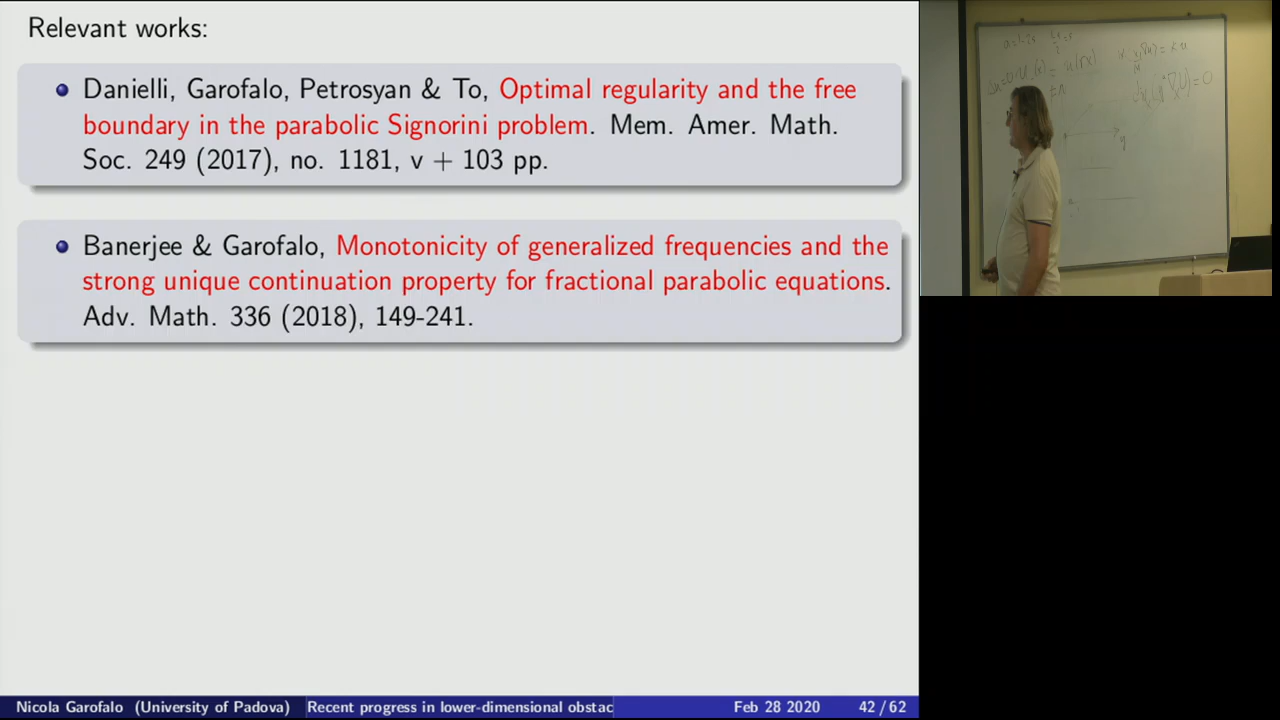 Relevant works:
Danielli, Garofalo, Petrosyan & To, Optimal regularity and the free
boundary in the parabolic Signorini problem. Mem. Amer. Math.
Soc. 249 (2017), no. 1181, v + 103 pp.
Banerjee & Garofalo, Monotonicity of generalized frequencies and the
strong unique continuation property for fractional parabolic equations.
Adv. Math. 336 (2018), 149-241.
Nicola Garofalo (University of Padova) Recent progress in lower-dimensional obstac Feb 28 2020 42 / 62